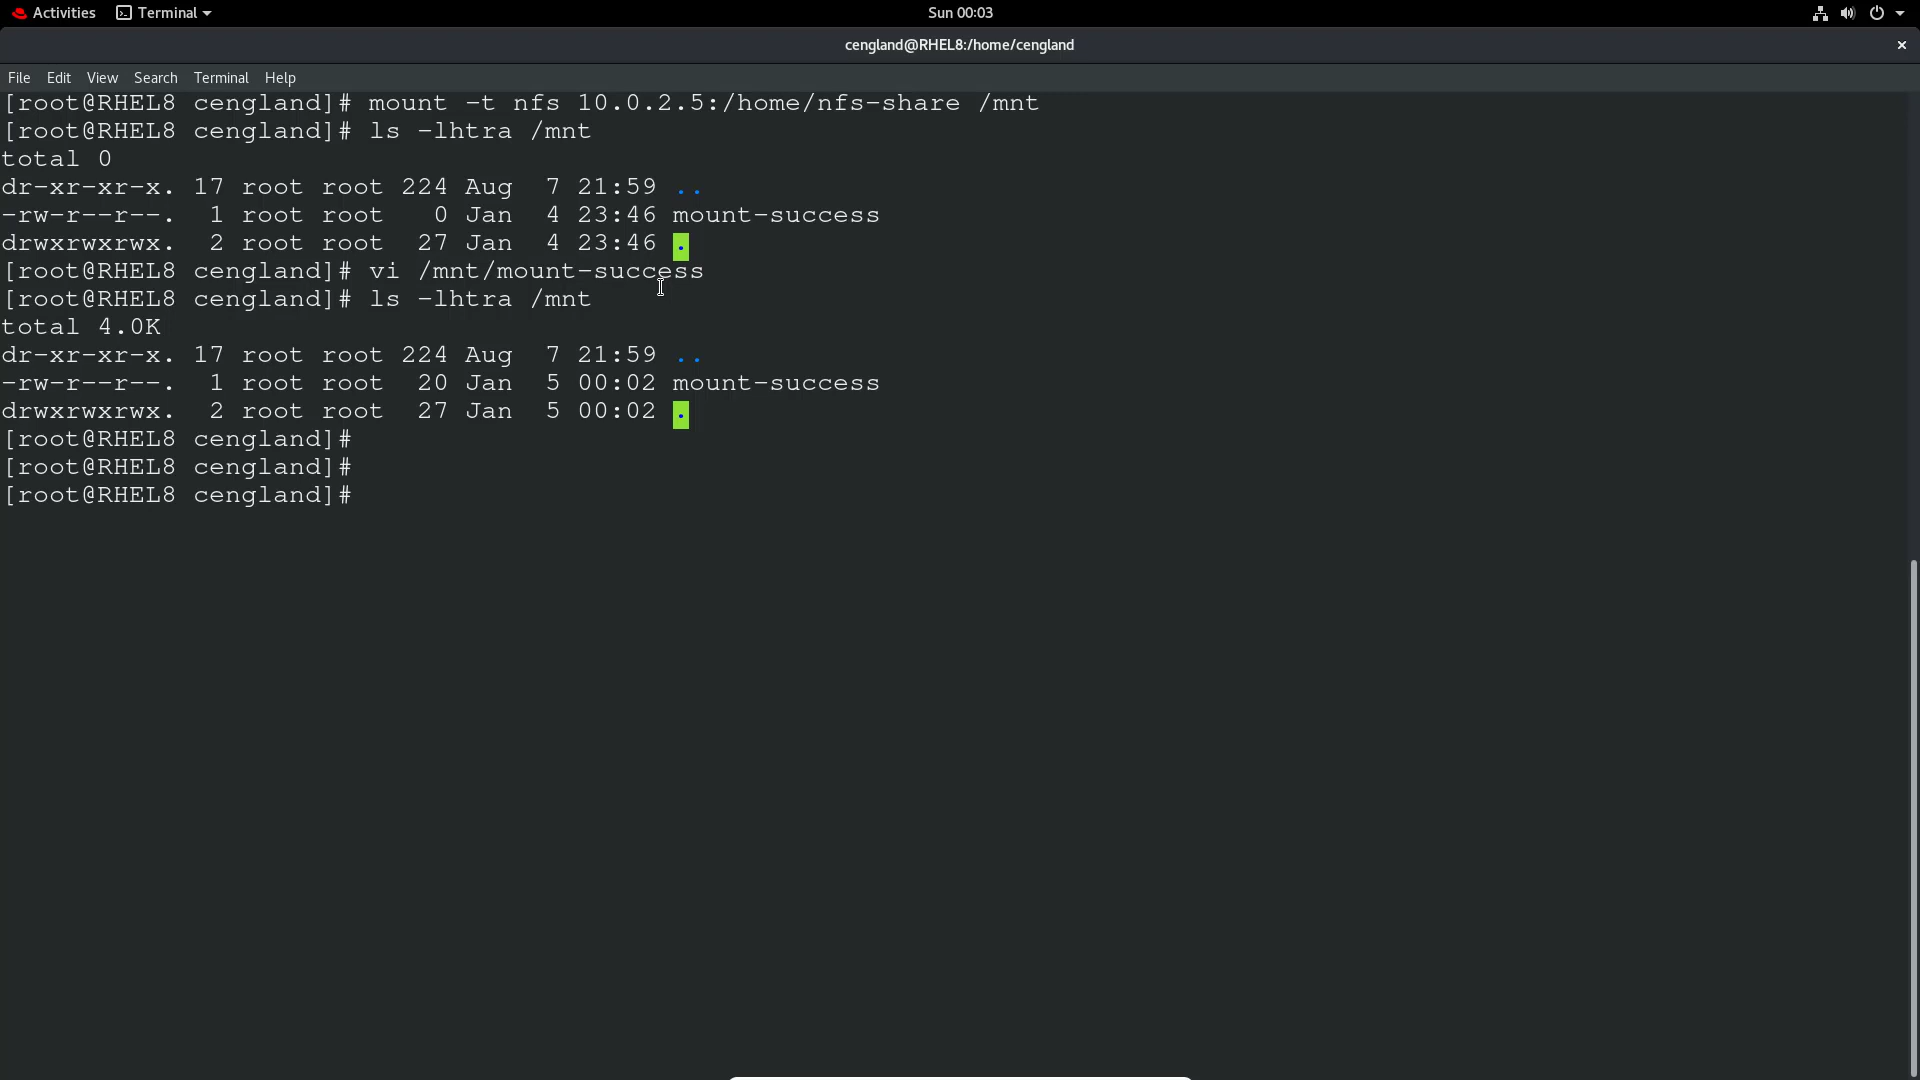 Activities Terminal Sun 00:03
cengland@RHEL8:/home/cengland
File Edit View Search Terminal Help
[root@RHEL8 cengland]# mount -t nfs 10.0.2.5:/home/nfs-share /mnt
[root@RHEL8 cengland]# ls -lhtra /mnt
total 0
dr-xr-xr-x. 17 root root 224 Aug  7 21:59 ..
-rw-r--r--.  1 root root   0 Jan  4 23:46 mount-success
drwxrwxrwx.  2 root root  27 Jan  4 23:46 .
[root@RHEL8 cengland]# vi /mnt/mount-success
[root@RHEL8 cengland]# ls -lhtra /mnt
total 4.0K
dr-xr-xr-x. 17 root root 224 Aug  7 21:59 ..
-rw-r--r--.  1 root root  20 Jan  5 00:02 mount-success
drwxrwxrwx.  2 root root  27 Jan  5 00:02 .
[root@RHEL8 cengland]#
[root@RHEL8 cengland]#
[root@RHEL8 cengland]#